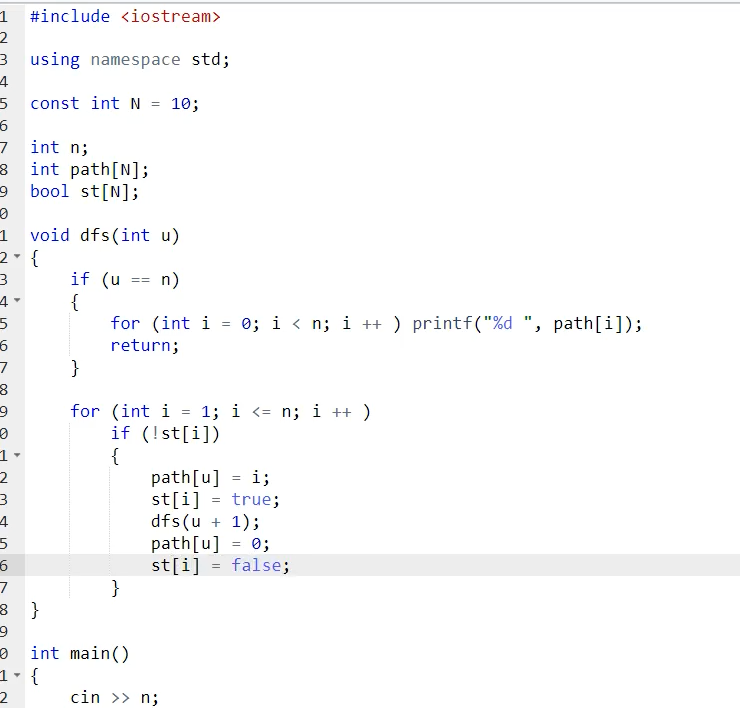 1 #include <iostream>
2
3 using namespace std;
4
5 const int N = 10;
6
7 int n;
8 int path[N];
9 bool st[N];
0
1 void dfs(int u)
2 {
3 if (u == n)
4 {
5 for (int i = 0; i < n; i ++ ) printf("%d ", path[i]);
6 return;
7 }
8
9 for (int i = 1; i <= n; i ++ )
0 if (!st[i])
1 {
2 path[u] = i;
3 st[i] = true;
4 dfs(u + 1);
5 path[u] = 0;
6 st[i] = false;
7 }
8 }
9
0 int main()
1 {
2 cin >> n;